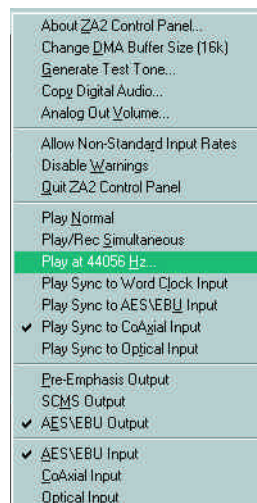 About ZA2 Control Panel...
Change DMA Buffer Size (16k)
Generate Test Tone...
Copy Digital Audio...
Analog Out Volume...
Allow Non-Standard Input Rates
Disable Warnings
Quit ZA2 Control Panel
Play Normal
Play/Rec Simultaneous
Play at 44056 Hz...
Play Sync to Word Clock Input
Play Sync to AES\EBU Input
✔ Play Sync to CoAxial Input
Play Sync to Optical Input
Pre-Emphasis Output
SCMS Output
✔ AES\EBU Output
✔ AES\EBU Input
CoAxial Input
Optical Input